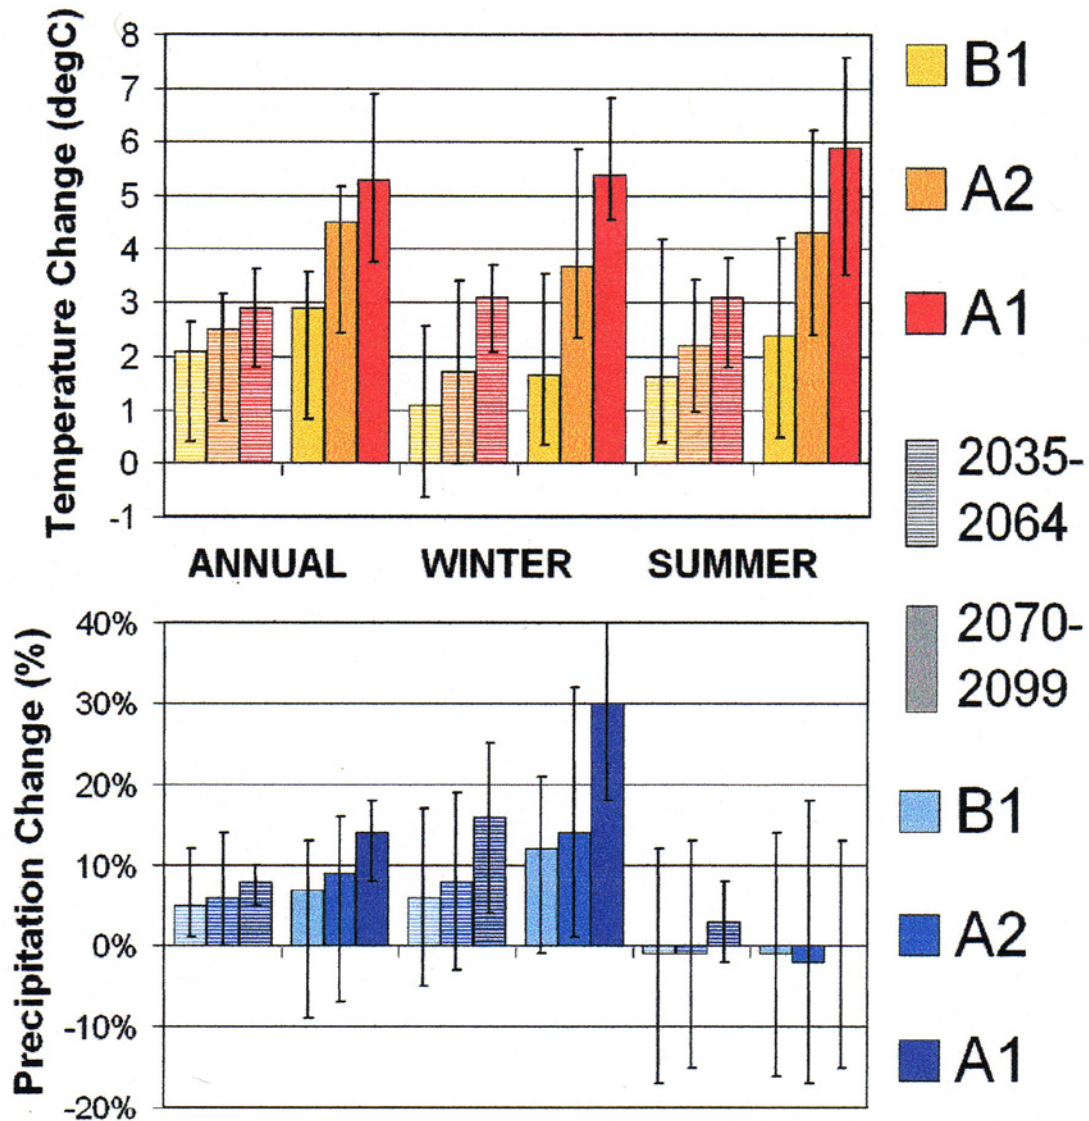 Temperature Change (degC)
8
7
6
5
4
3
2
1
0
-1
B1
A2
A1
2035-
2064
ANNUAL WINTER SUMMER
Precipitation Change (%)
40%
30%
20%
10%
0%
-10%
-20%
2070-
2099
B1
A2
A1